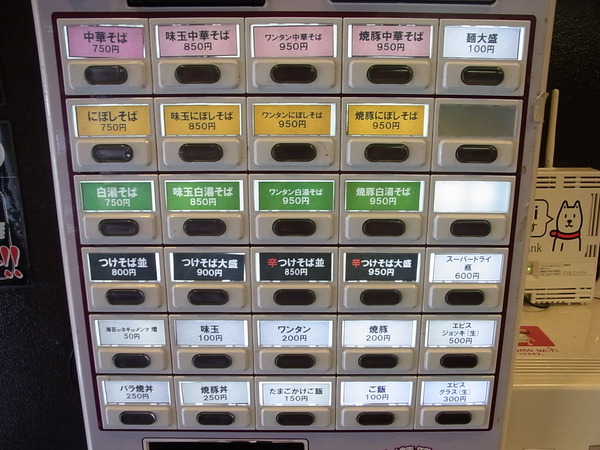 中華そば
750円
味玉中華そば
850円
ワンタン中華そば
950円
焼豚中華そば
950円
麺大盛
100円
にぼしそば
750円
味玉にぼしそば
850円
ワンタンにぼしそば
950円
焼豚にぼしそば
950円
白湯そば
750円
味玉白湯そば
850円
ワンタン白湯そば
950円
焼豚白湯そば
950円
つけそば並
800円
つけそば大盛
900円
辛つけそば並
850円
辛つけそば大盛
950円
スーパードライ
瓶
600円
海苔orネギorメンマ 増
50円
味玉
100円
ワンタン
200円
焼豚
200円
エビス
ジョッキ(生)
500円
バラ焼丼
250円
焼豚丼
250円
たまごかけご飯
150円
ご飯
100円
エビス
グラス(生)
300円
!!